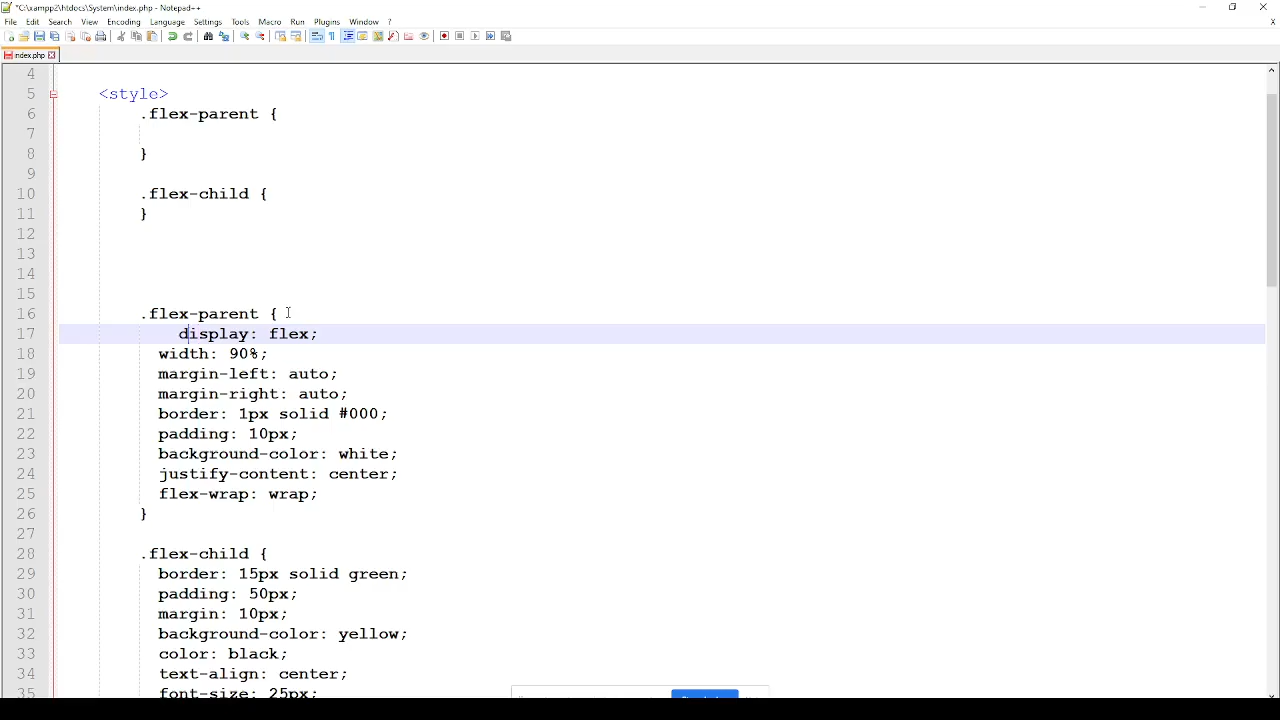 *C:\xampp2\htdocs\System\index.php - Notepad++
File Edit Search View Encoding Language Settings Tools Macro Run Plugins Window ?
X
index.php
4
5 <style>
6 .flex-parent {
7
8 }
9
10 .flex-child {
11 }
12
13
14
15
16 .flex-parent {
17 display: flex;
18 width: 90%;
19 margin-left: auto;
20 margin-right: auto;
21 border: 1px solid #000;
22 padding: 10px;
23 background-color: white;
24 justify-content: center;
25 flex-wrap: wrap;
26 }
27
28 .flex-child {
29 border: 15px solid green;
30 padding: 50px;
31 margin: 10px;
32 background-color: yellow;
33 color: black;
34 text-align: center;
35 font-size: 25px;